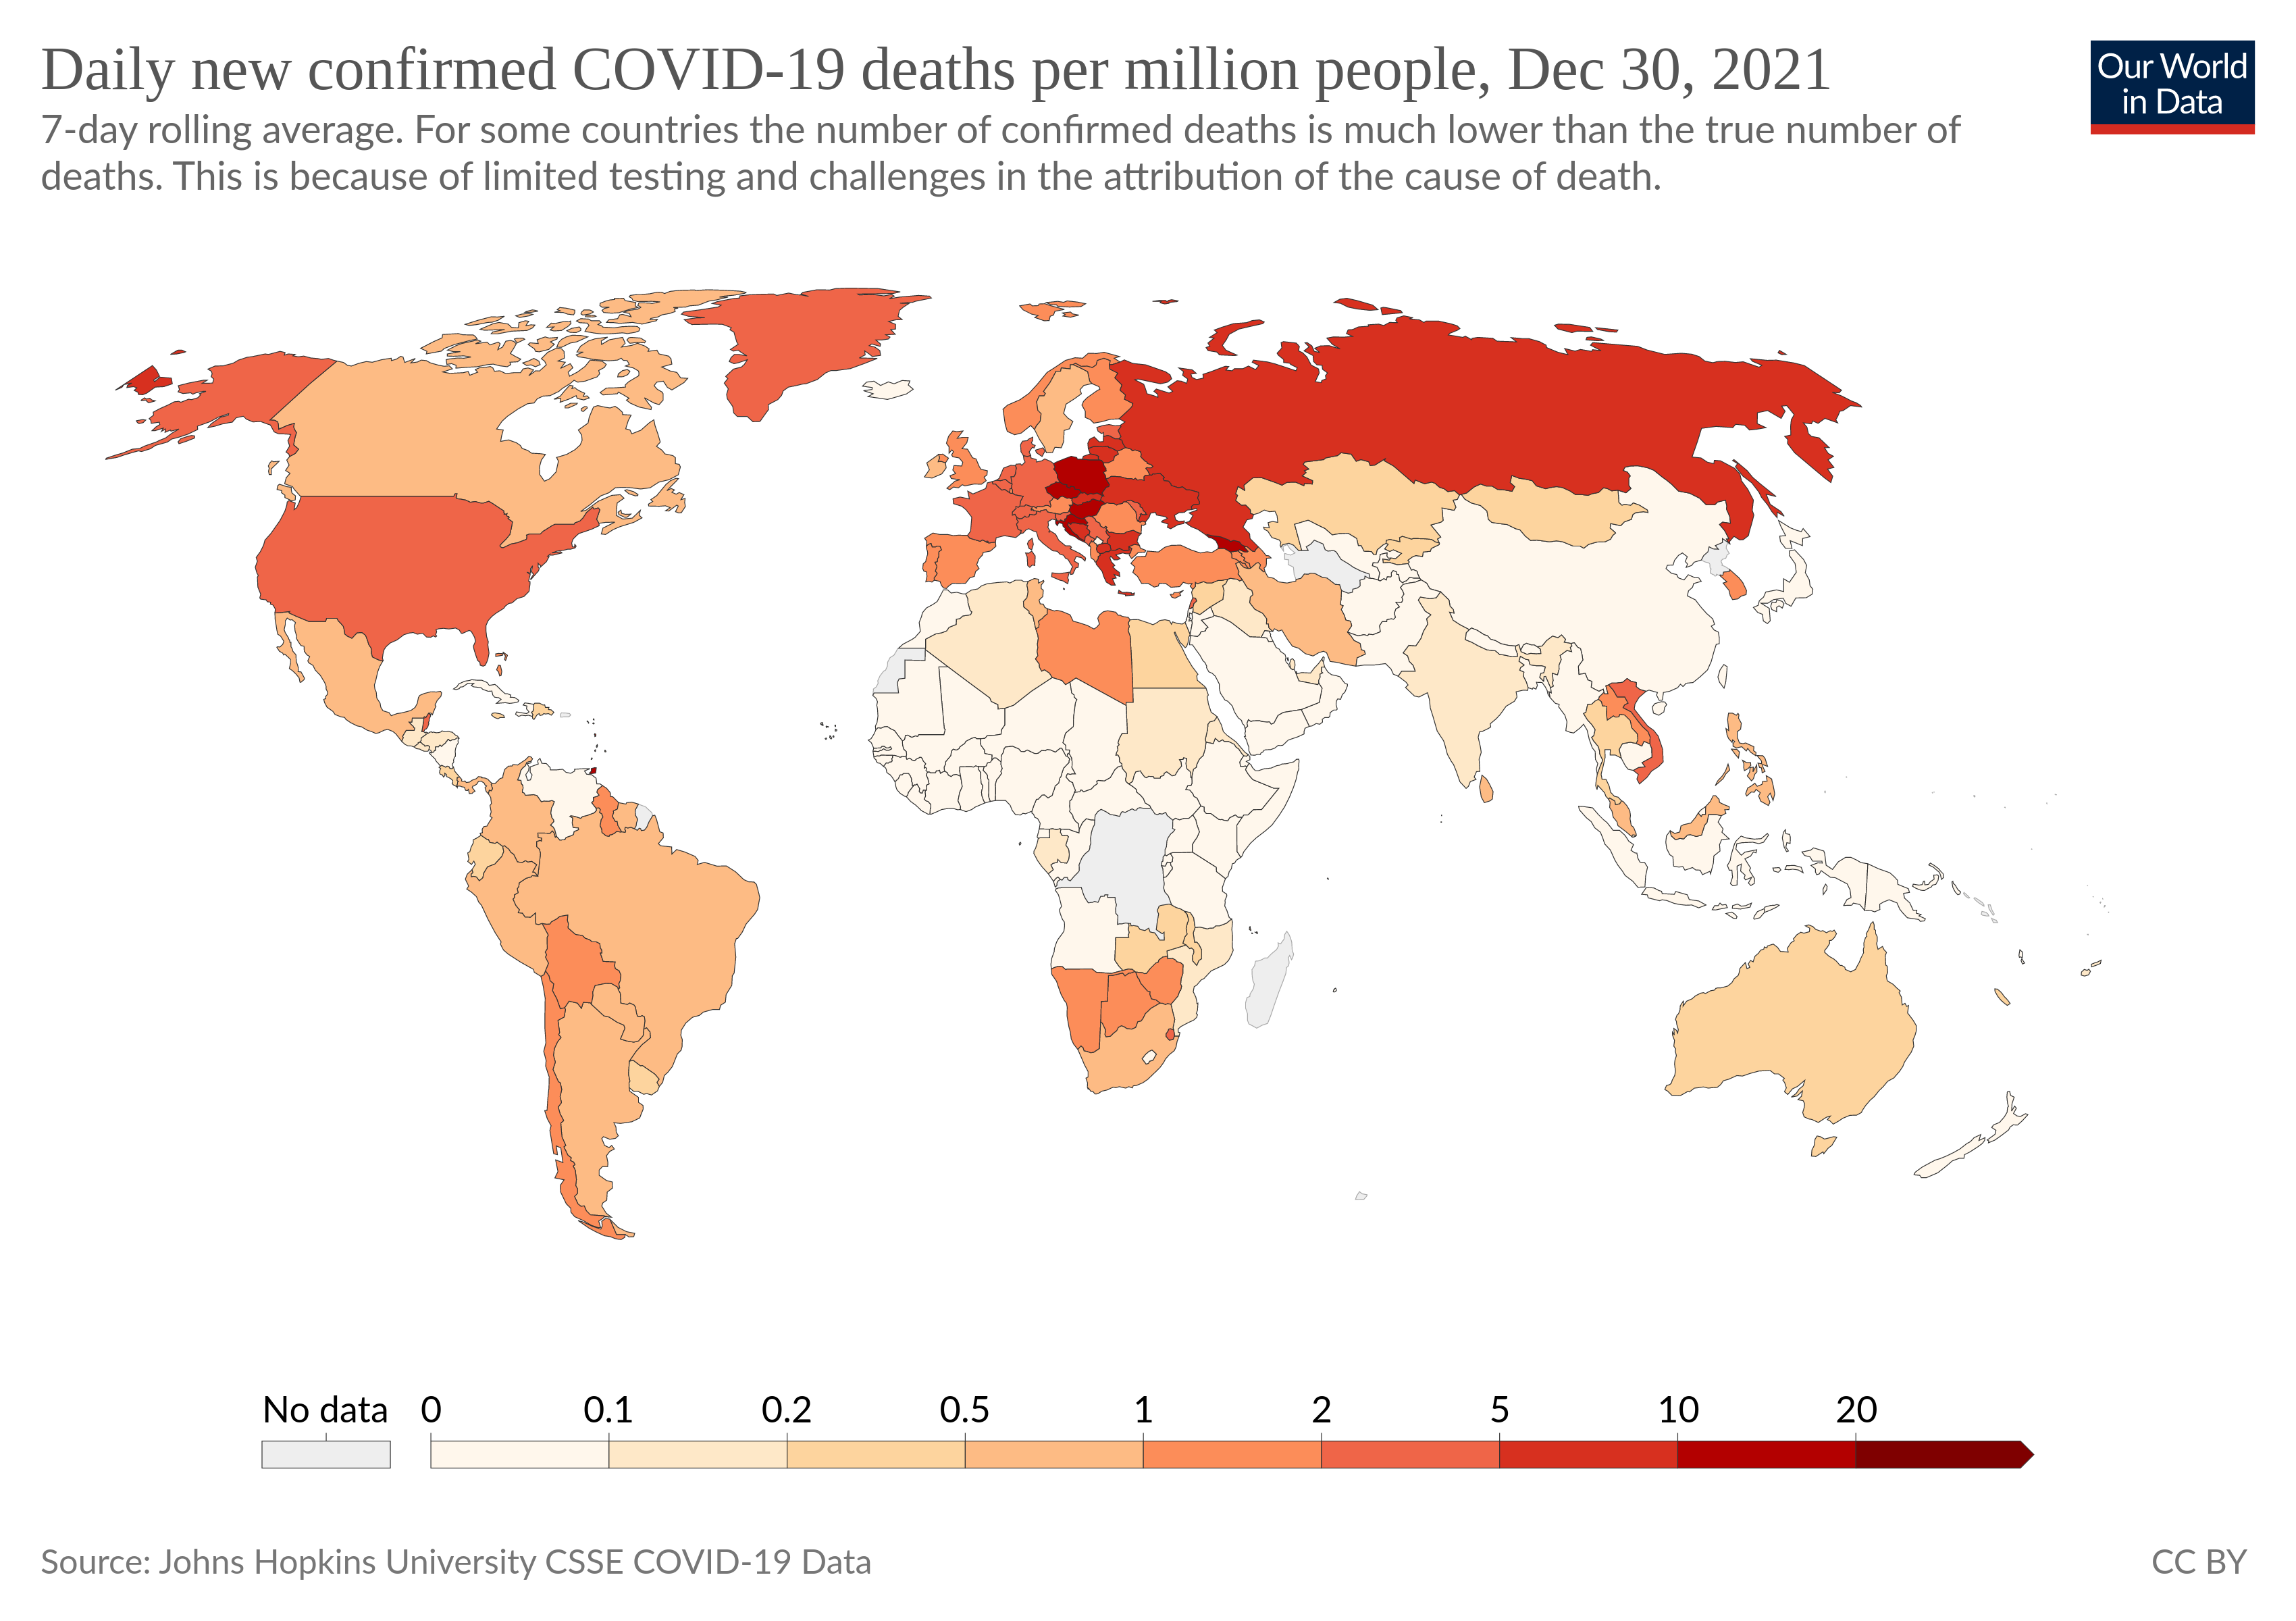 Daily new confirmed COVID-19 deaths per million people, Dec 30, 2021
Our World
in Data
7-day rolling average. For some countries the number of confirmed deaths is much lower than the true number of
deaths. This is because of limited testing and challenges in the attribution of the cause of death.
No data 0 0.1 0.2 0.5 1 2 5 10 20
Source: Johns Hopkins University CSSE COVID-19 Data
CC BY